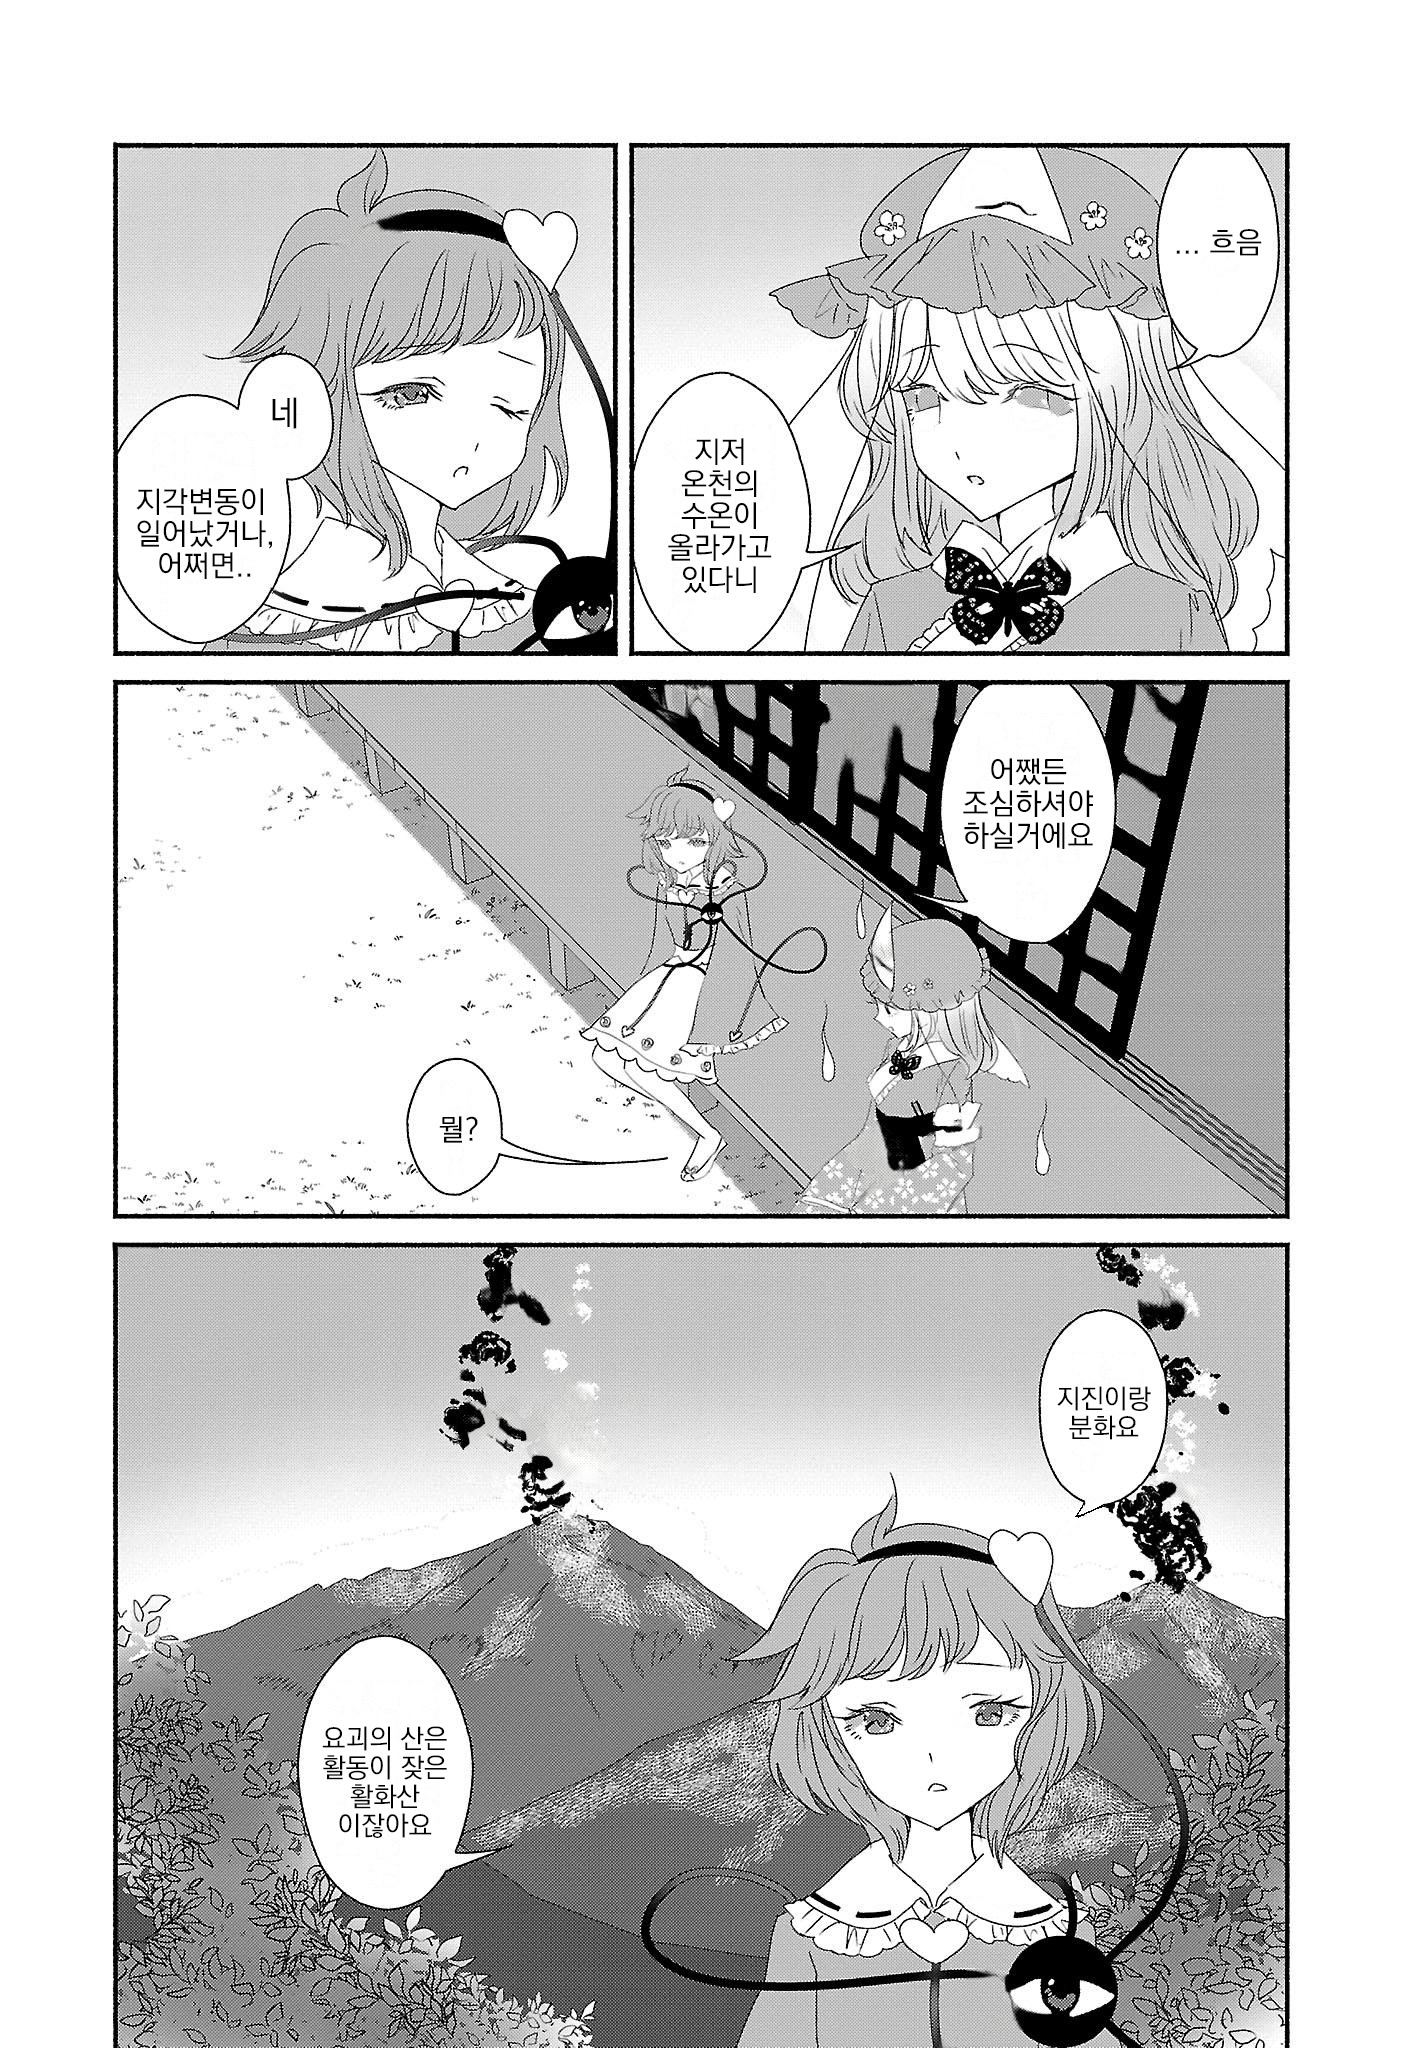 ... 흐음
지저
온천의
수온이
올라가고
있다니
네
지각변동이
일어났거나,
어쩌면..
어쨌든
조심하셔야
하실거에요
뭘?
지진이랑
분화요
요괴의 산은
활동이 잦은
활화산
이잖아요